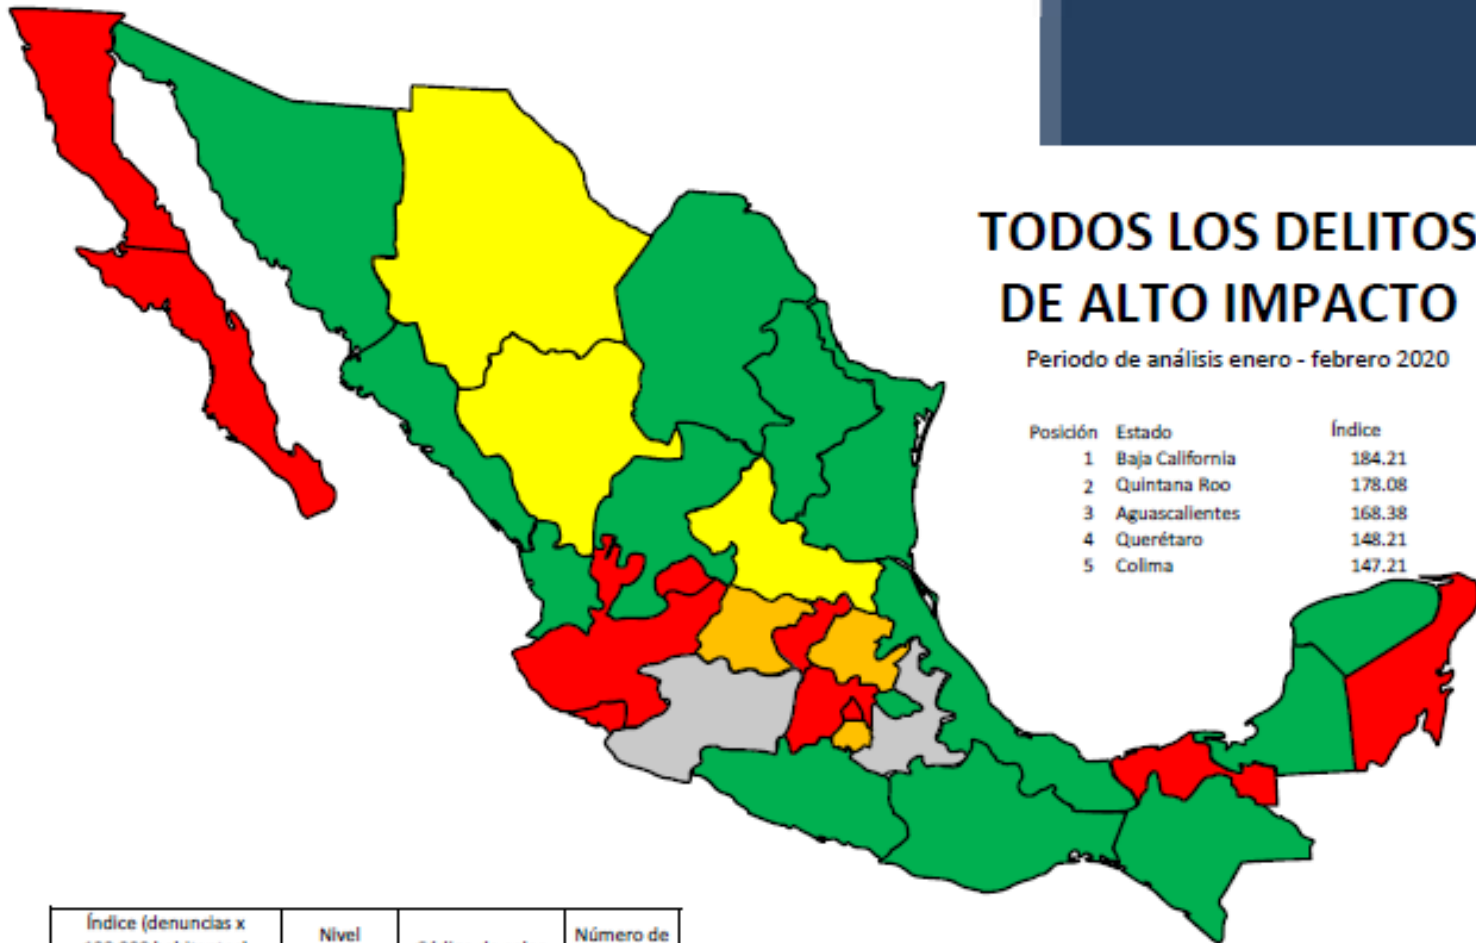 TODOS LOS DELITOS
DE ALTO IMPACTO
Periodo de análisis enero - febrero 2020
Posición Estado Índice
1 Baja California 184.21
2 Quintana Roo 178.08
3 Aguascalientes 168.38
4 Querétaro 148.21
5 Colima 147.21
Índice (denuncias x
Nivel
Número de